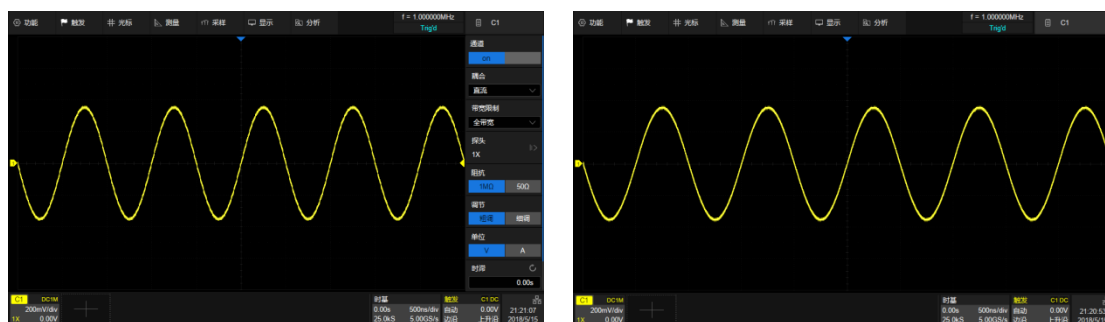 功能 触发 光标 测量 采样 显示 分析 f = 1.000000MHz C1
Trig'd
通道
on
耦合
直流
带宽限制
全带宽
探头
1X
阻抗
1MΩ 50Ω
调节
粗调 细调
单位
V A
时滞
0.00s
C1 DC1M 时基 触发 C1 DC
200mV/div 0.00s 500ns/div 自动 0.00V 21:21:07
1X 0.00V 25.0kS 5.00GS/s 边沿 上升沿 2018/5/15
功能 触发 光标 测量 采样 显示 分析 f = 1.000000MHz C1
Trig'd
C1 DC1M 时基 触发 C1 DC
200mV/div 0.00s 500ns/div 自动 0.00V 21:20:53
1X 0.00V 25.0kS 5.00GS/s 边沿 上升沿 2018/5/15